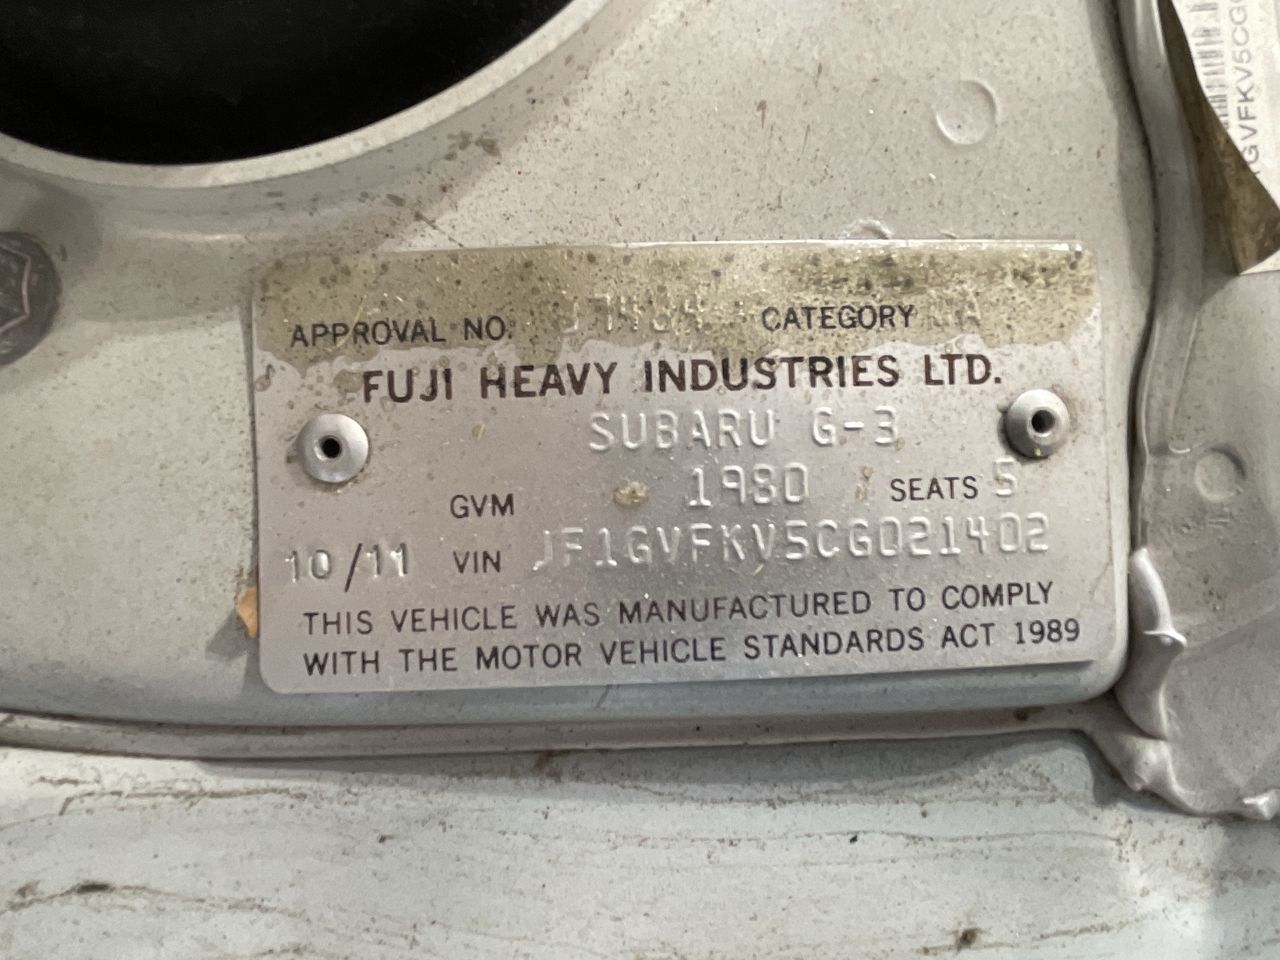 APPROVAL NO. CATEGORY
FUJI HEAVY INDUSTRIES LTD.
SUBARU G-3
GVM 1980 SEATS 5
10/11 VIN JF1GVFKV5CG021402
THIS VEHICLE WAS MANUFACTURED TO COMPLY
WITH THE MOTOR VEHICLE STANDARDS ACT 1989
GVFKV5CG